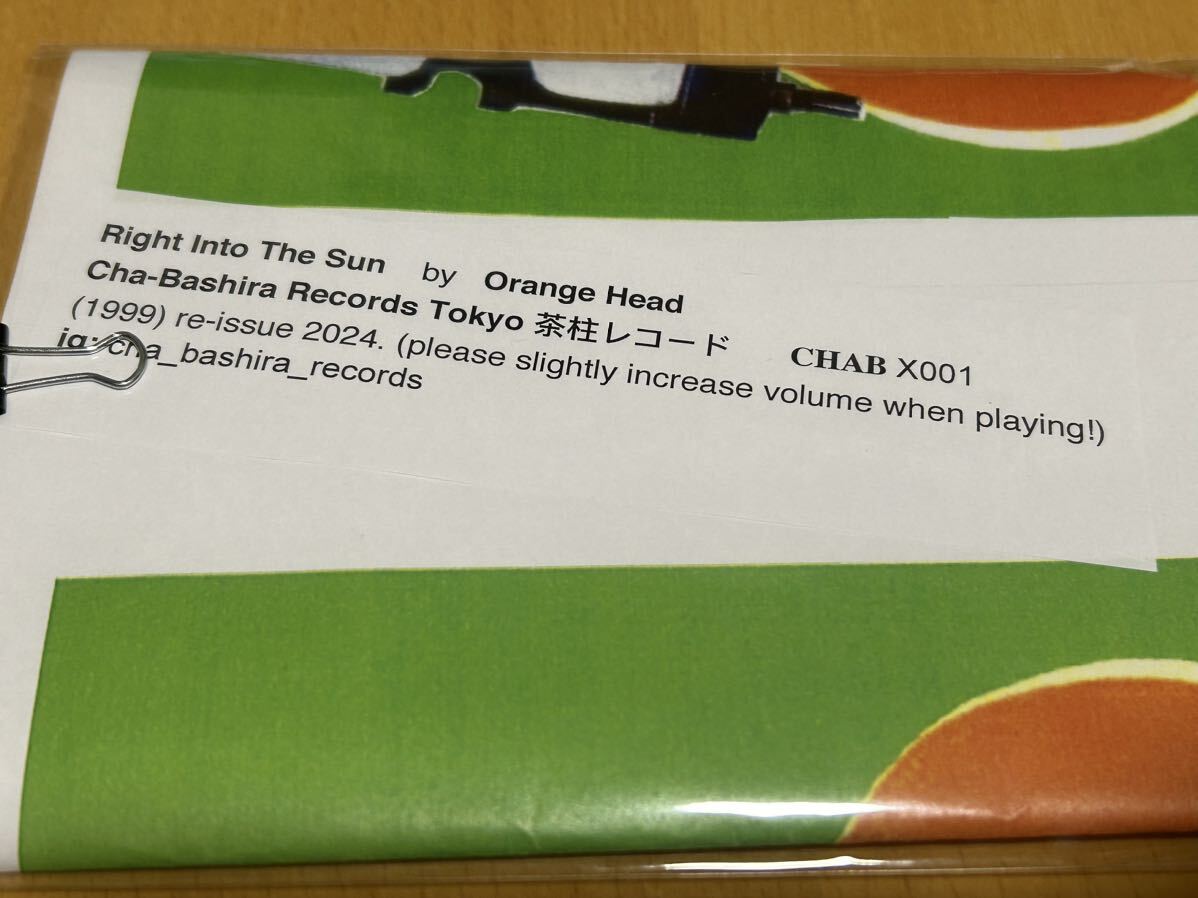 Right Into The Sun by Orange Head
Cha-Bashira Records Tokyo 茶柱レコード CHAB X001
(1999) re-issue 2024. (please slightly increase volume when playing!)
ig: cha_bashira_records